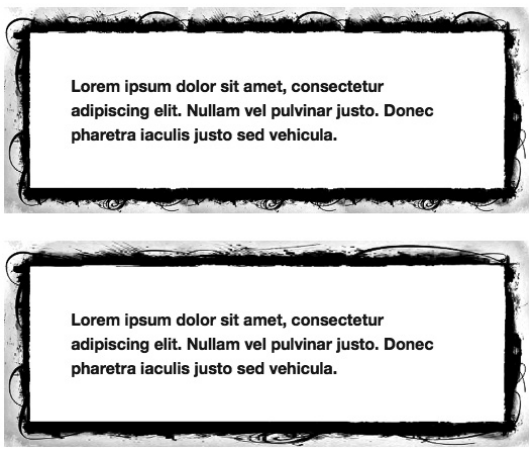 Lorem ipsum dolor sit amet, consectetur
adipiscing elit. Nullam vel pulvinar justo. Donec
pharetra iaculis justo sed vehicula.
Lorem ipsum dolor sit amet, consectetur
adipiscing elit. Nullam vel pulvinar justo. Donec
pharetra iaculis justo sed vehicula.